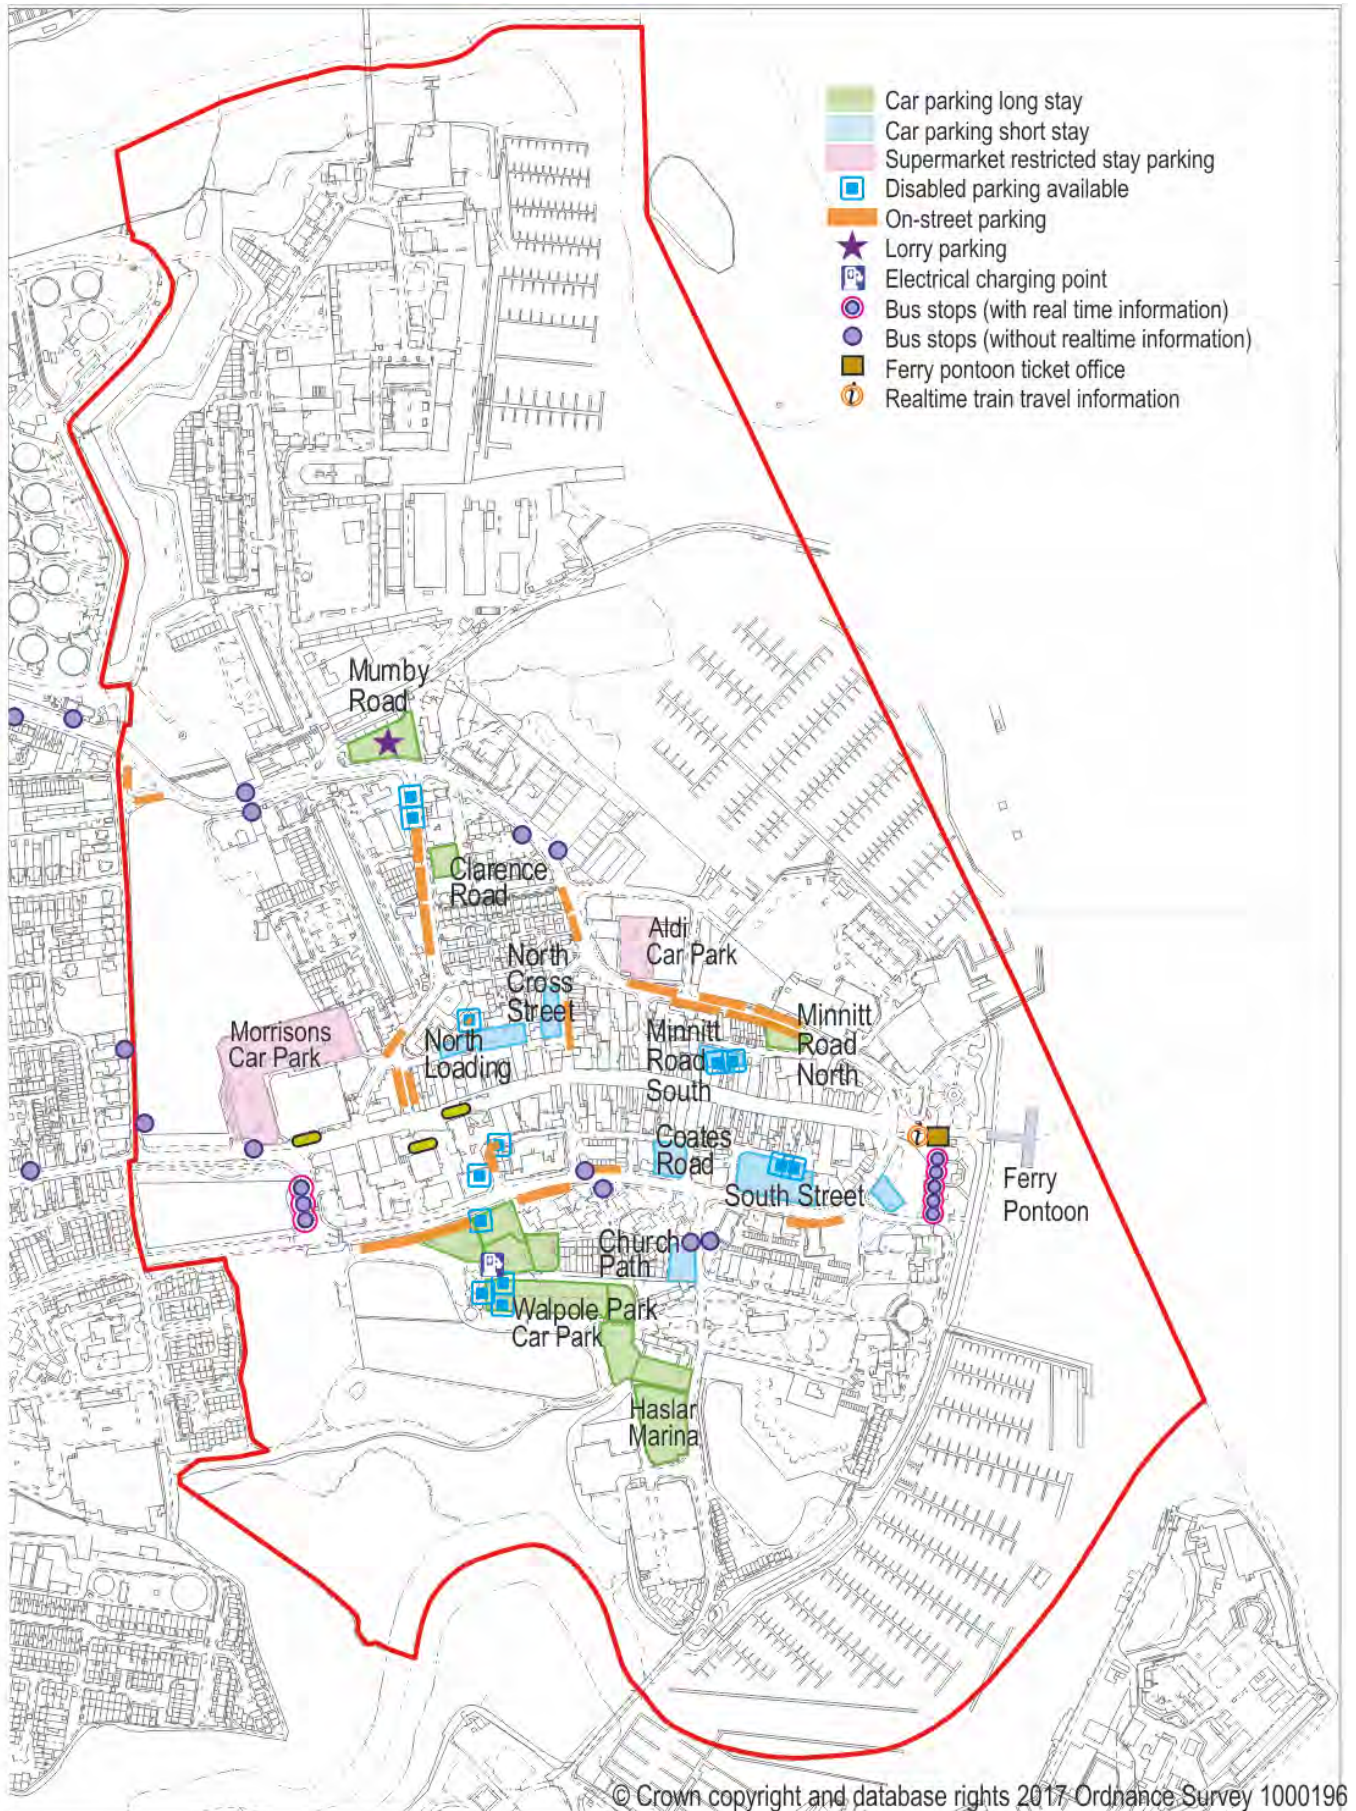 Car parking long stay
Car parking short stay
Supermarket restricted stay parking
Disabled parking available
On-street parking
Lorry parking
Electrical charging point
Bus stops (with real time information)
Bus stops (without realtime information)
Ferry pontoon ticket office
Realtime train travel information
Mumby
Road
Clarence
Road
Aldi
Car Park
North
Cross
Street
Morrisons
Car Park
North
Loading
Minnitt
Road
South
Minnitt
Road
North
Coates
Road
South Street
Ferry
Pontoon
Church
Path
Walpole Park
Car Park
Haslar
Marina
© Crown copyright and database rights 2017 Ordnance Survey 1000196